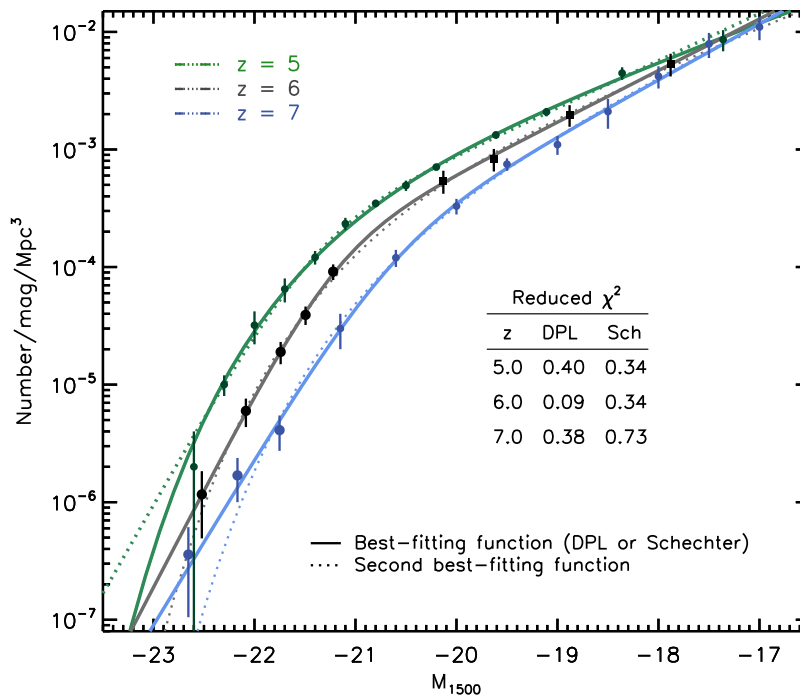 10⁻²
10⁻³
10⁻⁴
10⁻⁵
10⁻⁶
10⁻⁷
Number/mag/Mpc³
z = 5
z = 6
z = 7
Reduced χ²
z DPL Sch
5.0 0.40 0.34
6.0 0.09 0.34
7.0 0.38 0.73
Best-fitting function (DPL or Schechter)
Second best-fitting function
-23 -22 -21 -20 -19 -18 -17
M₁₅₀₀